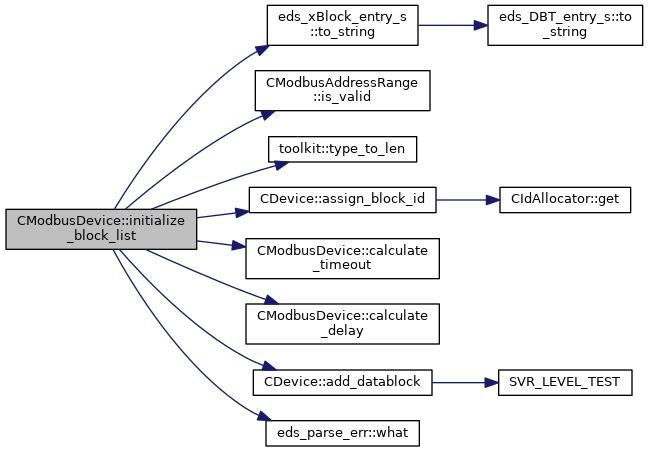 eds_xBlock_entry_s
::to_string
eds_DBT_entry_s::to
_string
CModbusAddressRange
::is_valid
toolkit::type_to_len
CDevice::assign_block_id
CIdAllocator::get
CModbusDevice::initialize
_block_list
CModbusDevice::calculate
_timeout
CModbusDevice::calculate
_delay
CDevice::add_datablock
SVR_LEVEL_TEST
eds_parse_err::what